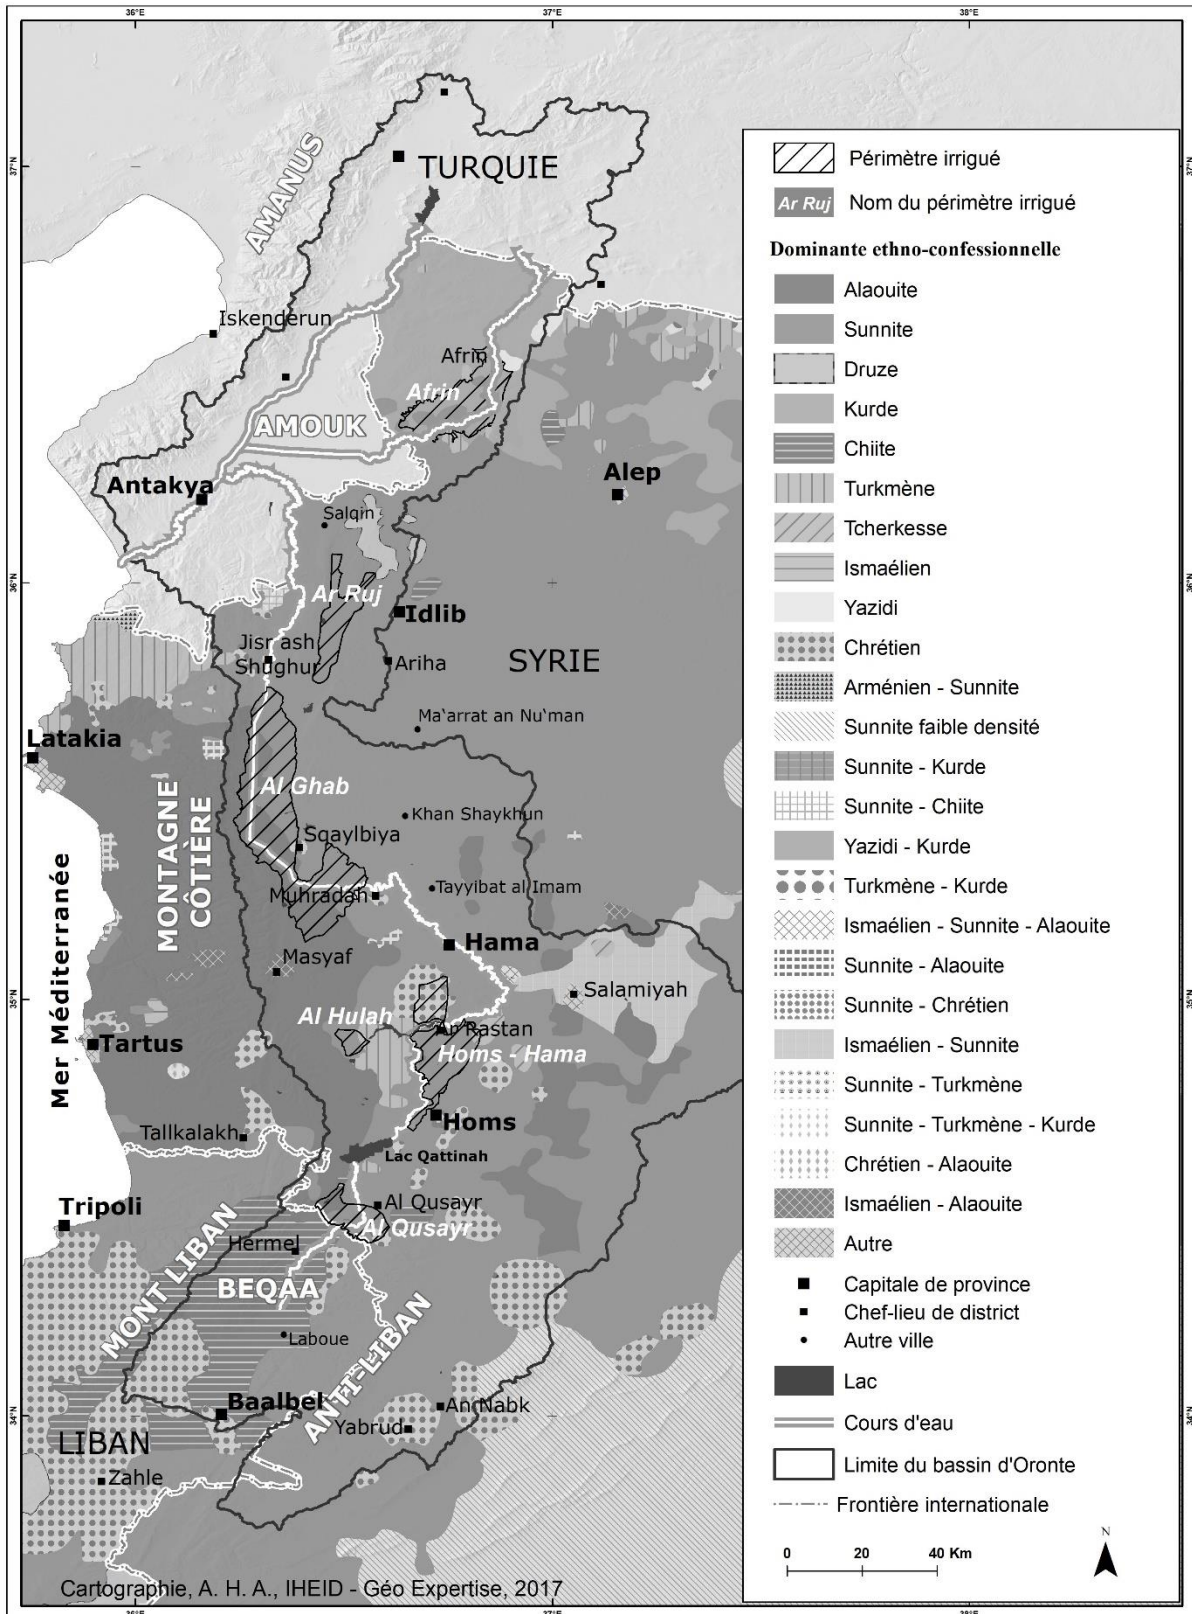 36°E
37°E
38°E
37°N
37°N
AMANUS
TURQUIE
Iskenderun
Afrin
Afrin
AMOUK
Alep
Antakya
Salqin
36°N
36°N
Ar Ruj
Idlib
Jisr ash
Shughur
Ariha
SYRIE
Ma'arrat an Nu'man
Latakia
Al Ghab
MONTAGNE
CÔTIÈRE
Khan Shaykhun
Sqaylbiya
Mer Méditerranée
Muhradah
Tayyibat al Imam
Hama
Masyaf
Salamiyah
35°N
35°N
Al Hulah
Ar Rastan
Tartus
Homs - Hama
Homs
Tallkalakh
Lac Qattinah
Tripoli
Al Qusayr
Al Qusayr
Hermel
MONT LIBAN
BEQAA
Laboue
ANTI-LIBAN
Baalbek
An Nabk
34°N
34°N
Yabrud
LIBAN
Zahle
Cartographie, A. H. A., IHEID - Géo Expertise, 2017
36°E
37°E
38°E
Périmètre irrigué
Ar Ruj
Nom du périmètre irrigué
Dominante ethno-confessionnelle
Alaouite
Sunnite
Druze
Kurde
Chiite
Turkmène
Tcherkesse
Ismaélien
Yazidi
Chrétien
Arménien - Sunnite
Sunnite faible densité
Sunnite - Kurde
Sunnite - Chiite
Yazidi - Kurde
Turkmène - Kurde
Ismaélien - Sunnite - Alaouite
Sunnite - Alaouite
Sunnite - Chrétien
Ismaélien - Sunnite
Sunnite - Turkmène
Sunnite - Turkmène - Kurde
Chrétien - Alaouite
Ismaélien - Alaouite
Autre
Capitale de province
Chef-lieu de district
Autre ville
Lac
Cours d'eau
Limite du bassin d'Oronte
Frontière internationale
N
0 20 40 Km